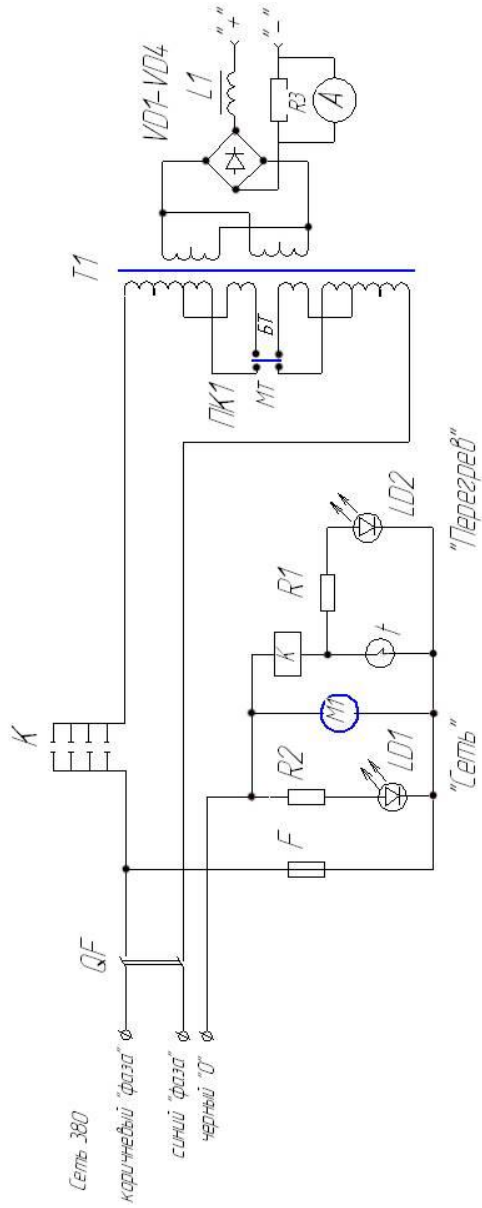 Сеть 380
коричневый "фаза"
синий "фаза"
черный "0"
QF
K
F
R2
LD1
"Сеть"
M1
K
t
R1
LD2
"Перегрев"
T1
ПК1
МТ
БТ
VD1-VD4
L1
"+"
"-"
R3
A